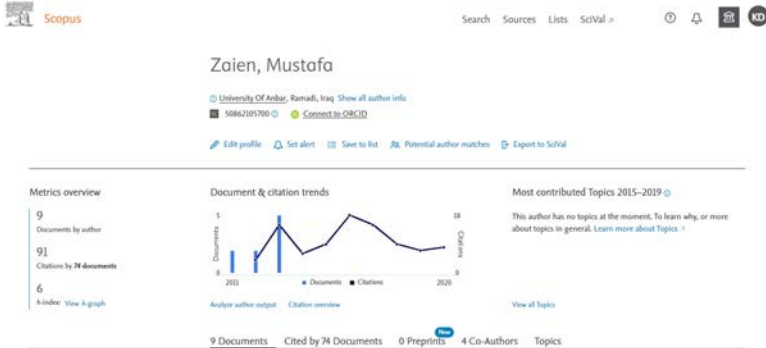 Scopus
Search Sources Lists SciVal
KD
Zaien, Mustafa
University Of Anbar, Ramadi, Iraq Show all author info
50862105700
Connect to ORCID
Edit profile Set alert Save to list Potential author matches Export to SciVal
Metrics overview
9
Documents by author
91
Citations by 74 documents
6
h-index: View h-graph
Document & citation trends
5
18
Documents
Citations
0
0
2011
Documents Citations
2020
Analyze author output Citation overview
Most contributed Topics 2015–2019
This author has no topics at the moment. To learn why, or more
about topics in general. Learn more about Topics
View all Topics
New
9 Documents Cited by 74 Documents 0 Preprints 4 Co-Authors Topics